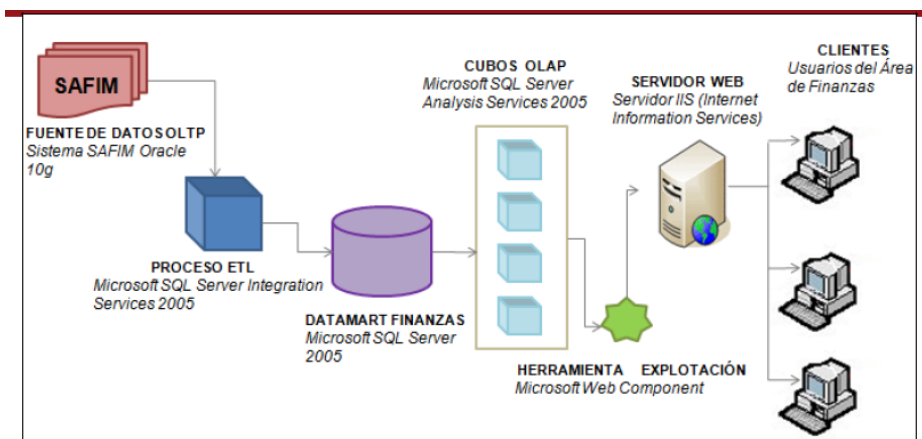 SAFIM
FUENTE DE DATOS OLTP
Sistema SAFIM Oracle
10g
PROCESO ETL
Microsoft SQL Server Integration
Services 2005
DATAMART FINANZAS
Microsoft SQL Server
2005
CUBOS OLAP
Microsoft SQL Server
Analysis Services 2005
HERRAMIENTA EXPLOTACIÓN
Microsoft Web Component
SERVIDOR WEB
Servidor IIS (Internet
Information Services)
CLIENTES
Usuarios del Área
de Finanzas